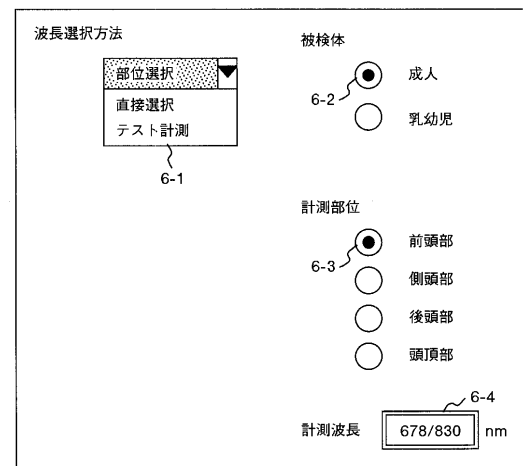 波長選択方法
部位選択
直接選択
テスト計測
6-1
被検体
成人
6-2
乳幼児
計測部位
前頭部
6-3
側頭部
後頭部
頭頂部
6-4
計測波長 678/830 nm